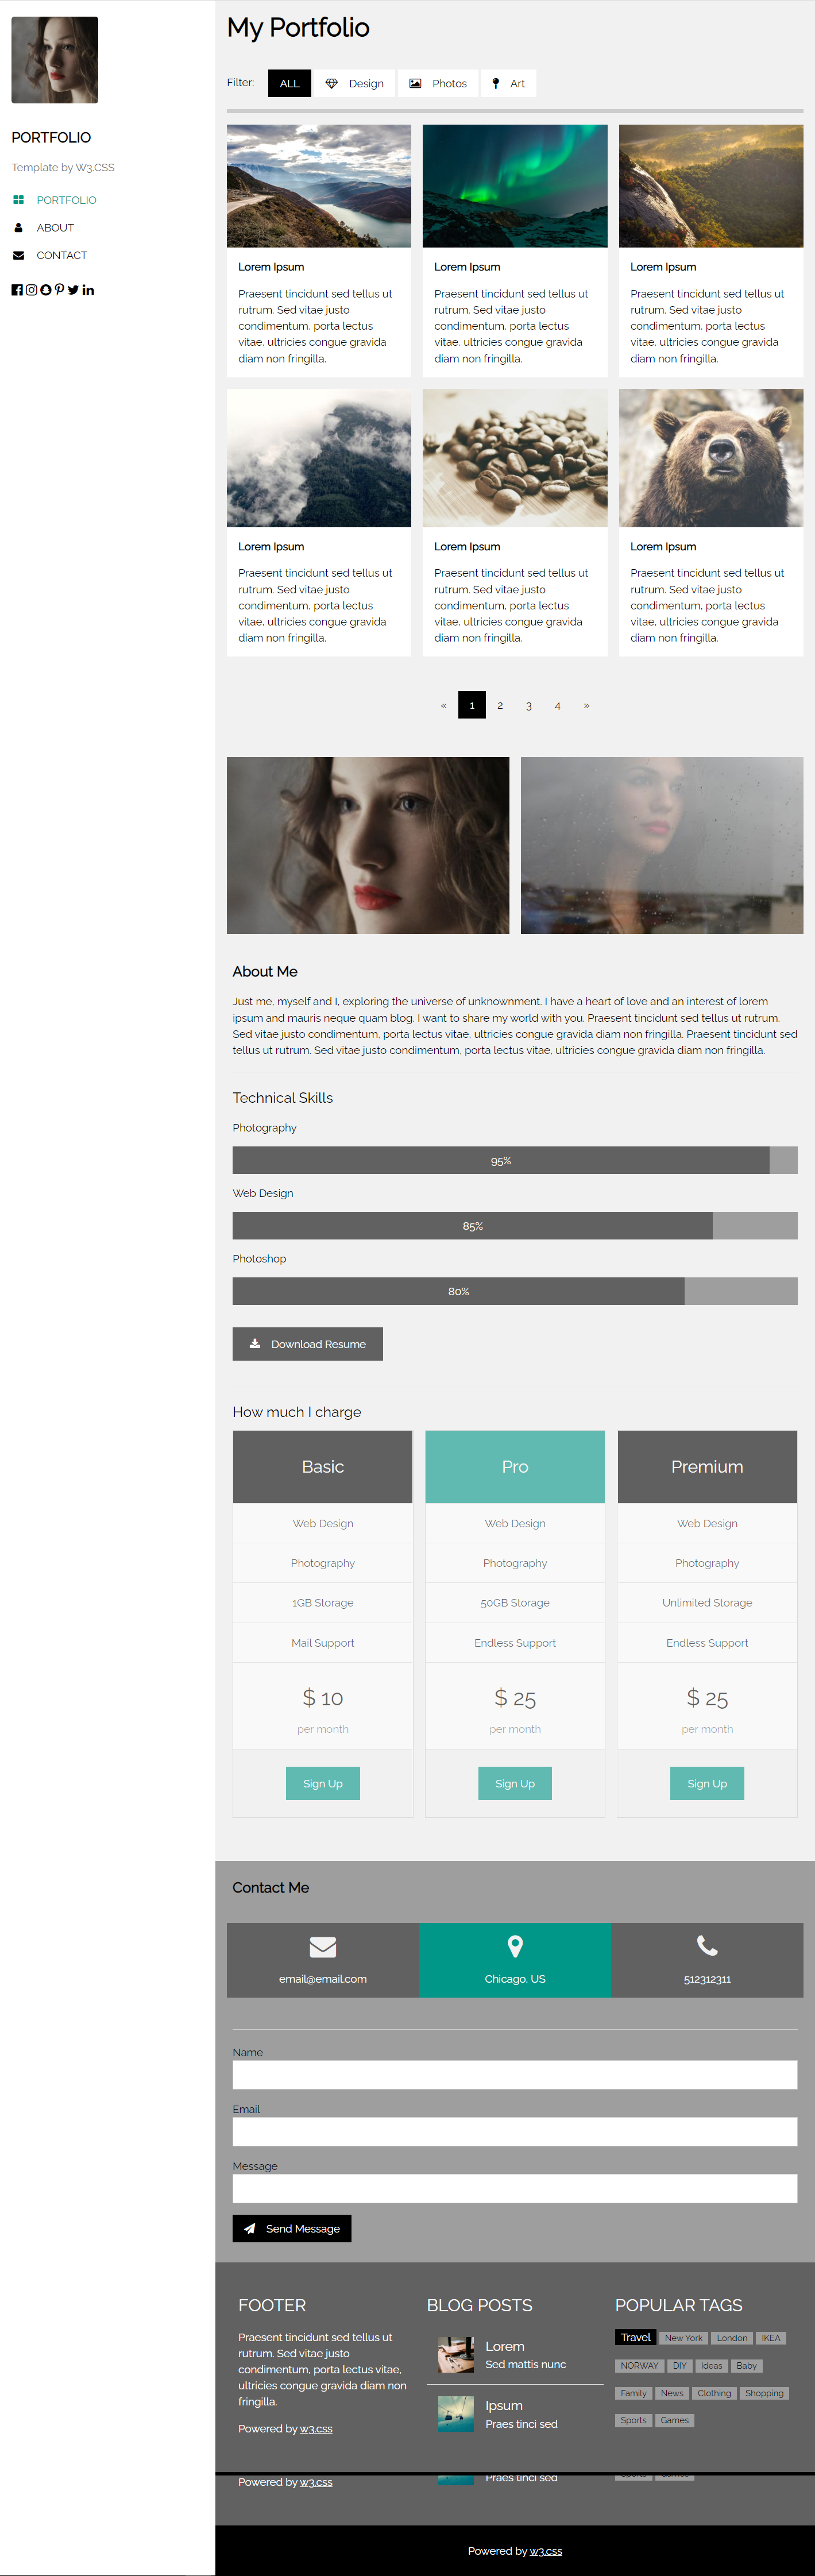 PORTFOLIO
Template by W3.CSS
PORTFOLIO
ABOUT
CONTACT
My Portfolio
Filter: ALL Design Photos Art
Lorem Ipsum
Praesent tincidunt sed tellus ut
rutrum. Sed vitae justo
condimentum, porta lectus
vitae, ultricies congue gravida
diam non fringilla.
Lorem Ipsum
Praesent tincidunt sed tellus ut
rutrum. Sed vitae justo
condimentum, porta lectus
vitae, ultricies congue gravida
diam non fringilla.
Lorem Ipsum
Praesent tincidunt sed tellus ut
rutrum. Sed vitae justo
condimentum, porta lectus
vitae, ultricies congue gravida
diam non fringilla.
Lorem Ipsum
Praesent tincidunt sed tellus ut
rutrum. Sed vitae justo
condimentum, porta lectus
vitae, ultricies congue gravida
diam non fringilla.
Lorem Ipsum
Praesent tincidunt sed tellus ut
rutrum. Sed vitae justo
condimentum, porta lectus
vitae, ultricies congue gravida
diam non fringilla.
Lorem Ipsum
Praesent tincidunt sed tellus ut
rutrum. Sed vitae justo
condimentum, porta lectus
vitae, ultricies congue gravida
diam non fringilla.
« 1 2 3 4 »
About Me
Just me, myself and I, exploring the universe of unknownment. I have a heart of love and an interest of lorem
ipsum and mauris neque quam blog. I want to share my world with you. Praesent tincidunt sed tellus ut rutrum.
Sed vitae justo condimentum, porta lectus vitae, ultricies congue gravida diam non fringilla. Praesent tincidunt sed
tellus ut rutrum. Sed vitae justo condimentum, porta lectus vitae, ultricies congue gravida diam non fringilla.
Technical Skills
Photography
95%
Web Design
85%
Photoshop
80%
Download Resume
How much I charge
Basic
Web Design
Photography
1GB Storage
Mail Support
$ 10
per month
Sign Up
Pro
Web Design
Photography
50GB Storage
Endless Support
$ 25
per month
Sign Up
Premium
Web Design
Photography
Unlimited Storage
Endless Support
$ 25
per month
Sign Up
Contact Me
email@email.com
Chicago, US
512312311
Name
Email
Message
Send Message
FOOTER
Praesent tincidunt sed tellus ut
rutrum. Sed vitae justo
condimentum, porta lectus vitae,
ultricies congue gravida diam non
fringilla.
Powered by w3.css
BLOG POSTS
Lorem
Sed mattis nunc
Ipsum
Praes tinci sed
POPULAR TAGS
Travel New York London IKEA
NORWAY DIY Ideas Baby
Family News Clothing Shopping
Sports Games
Powered by w3.css
Praes tinci sed
Powered by w3.css